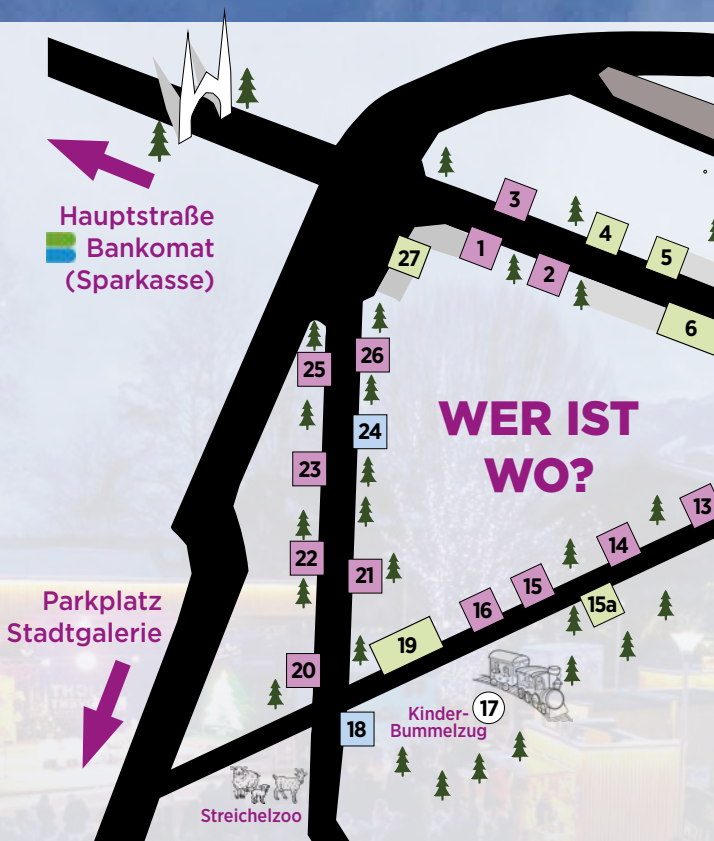 3
4
5
1
2
27
6
Hauptstraße
Bankomat
(Sparkasse)
25
26
24
WER IST
WO?
23
13
22
21
14
15
15a
16
Parkplatz
Stadtgalerie
19
20
Kinder-
Bummelzug
17
18
Streichelzoo